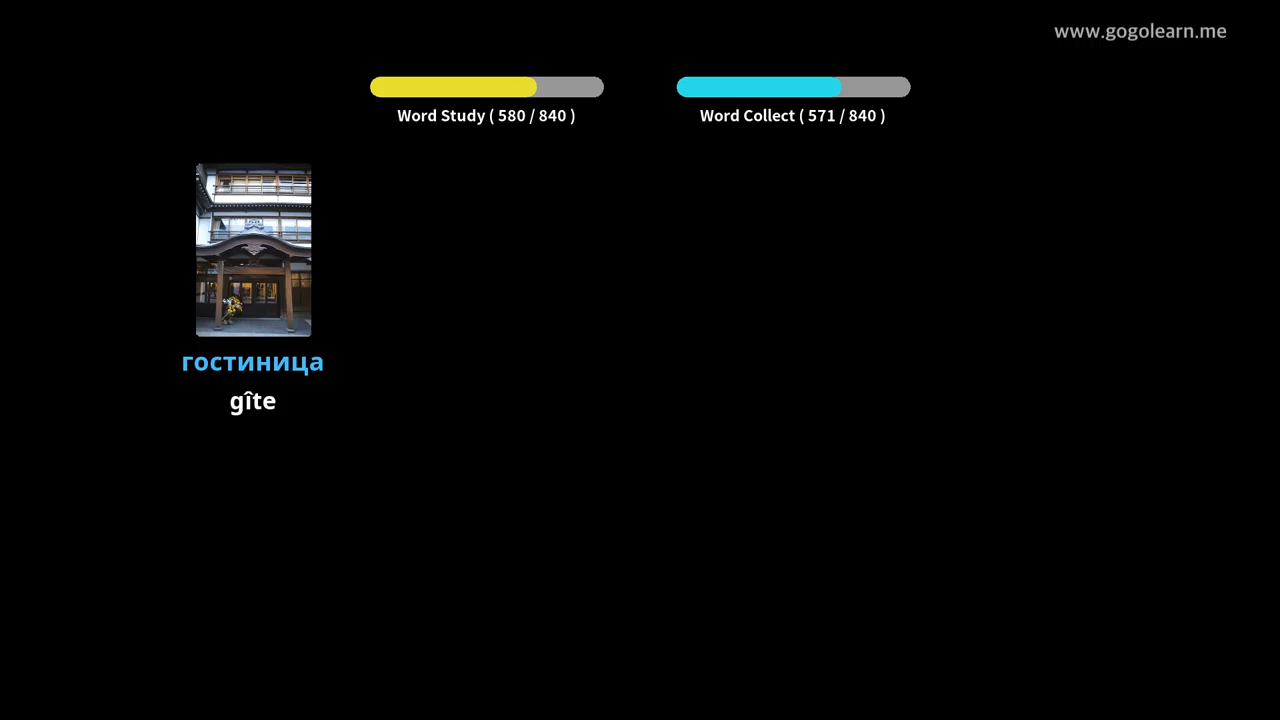 www.gogolearn.me
Word Study ( 580 / 840 )
Word Collect ( 571 / 840 )
гостиница
gîte